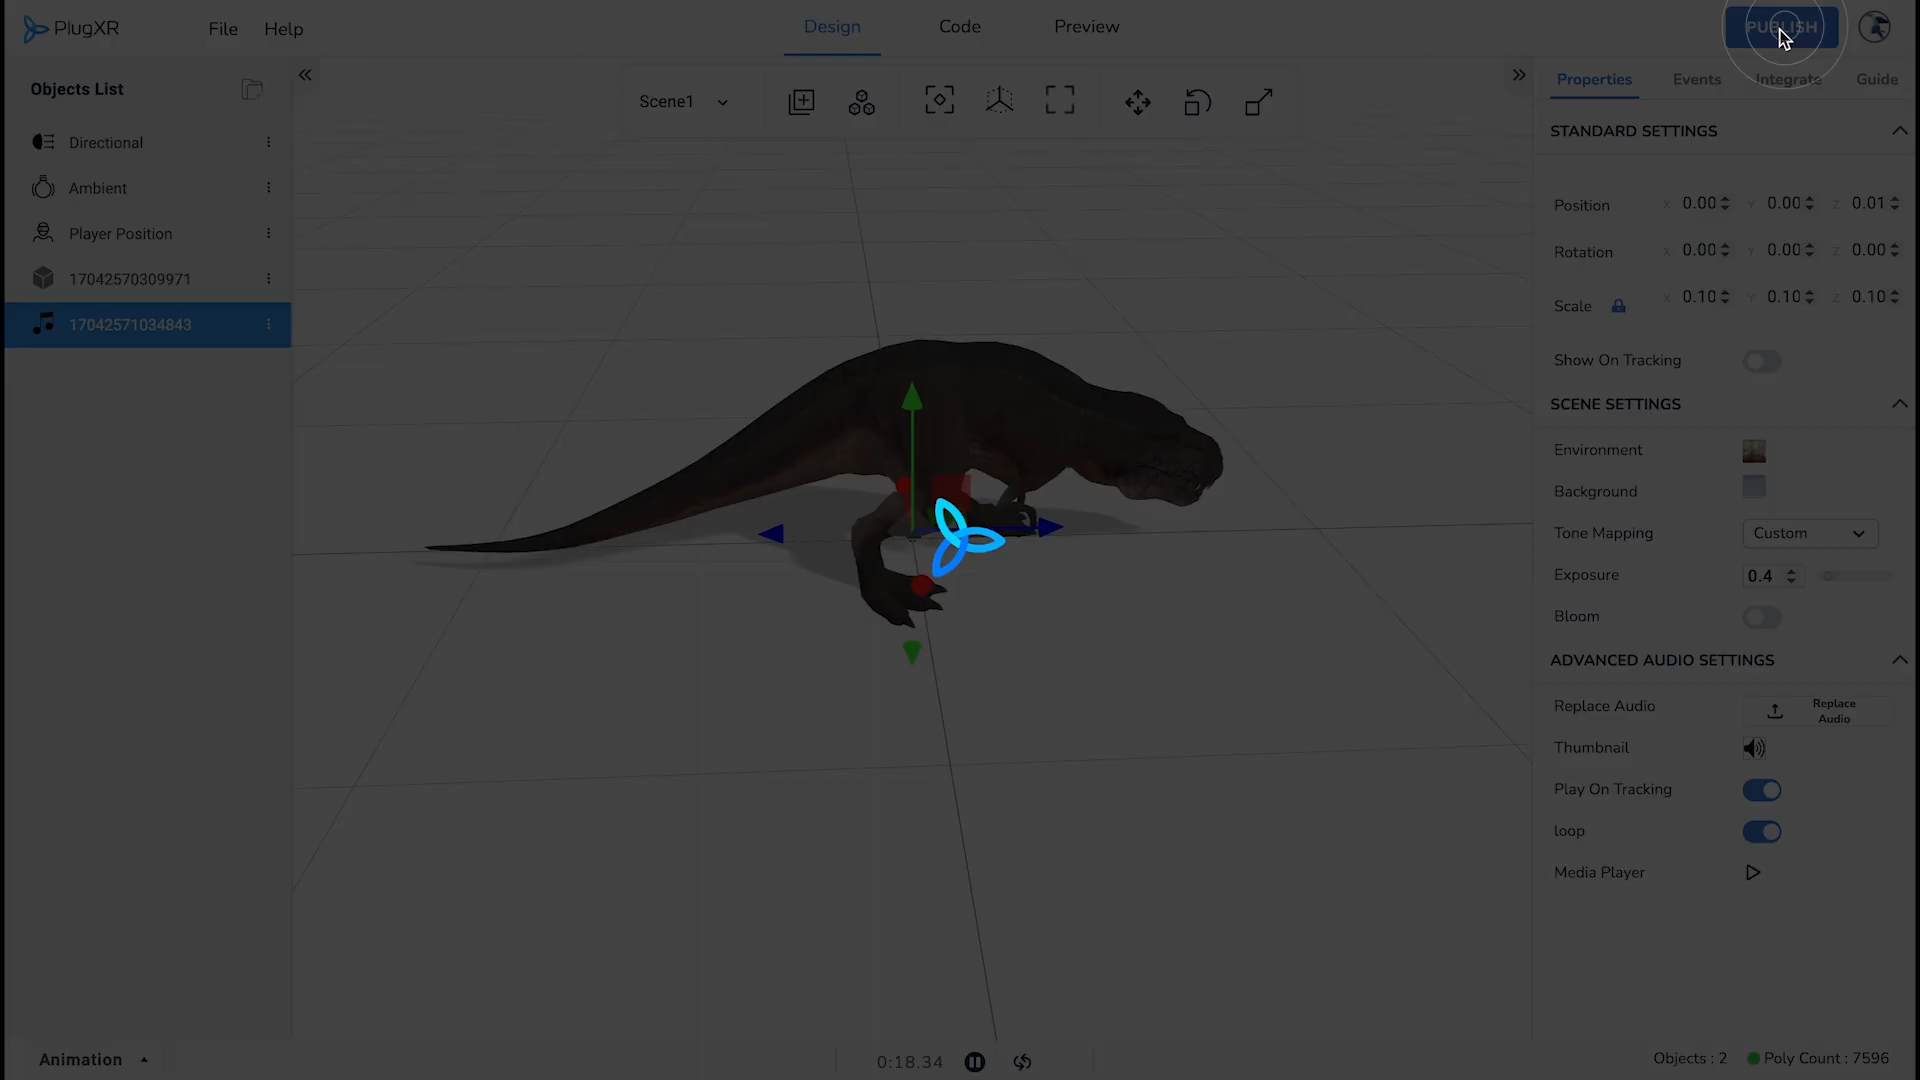 PlugXR
File Help
Design Code Preview
PUBLISH
Objects List
Directional
Ambient
Player Position
17042570309971
17042571034843
Scene1
Properties Events Integrate Guide
STANDARD SETTINGS
Position X 0.00 Y 0.00 Z 0.01
Rotation X 0.00 Y 0.00 Z 0.00
Scale X 0.10 Y 0.10 Z 0.10
Show On Tracking
SCENE SETTINGS
Environment
Background
Tone Mapping Custom
Exposure 0.4
Bloom
ADVANCED AUDIO SETTINGS
Replace Audio Replace
Audio
Thumbnail
Play On Tracking
loop
Media Player
Animation
0:18.34
Objects : 2 Poly Count : 7596